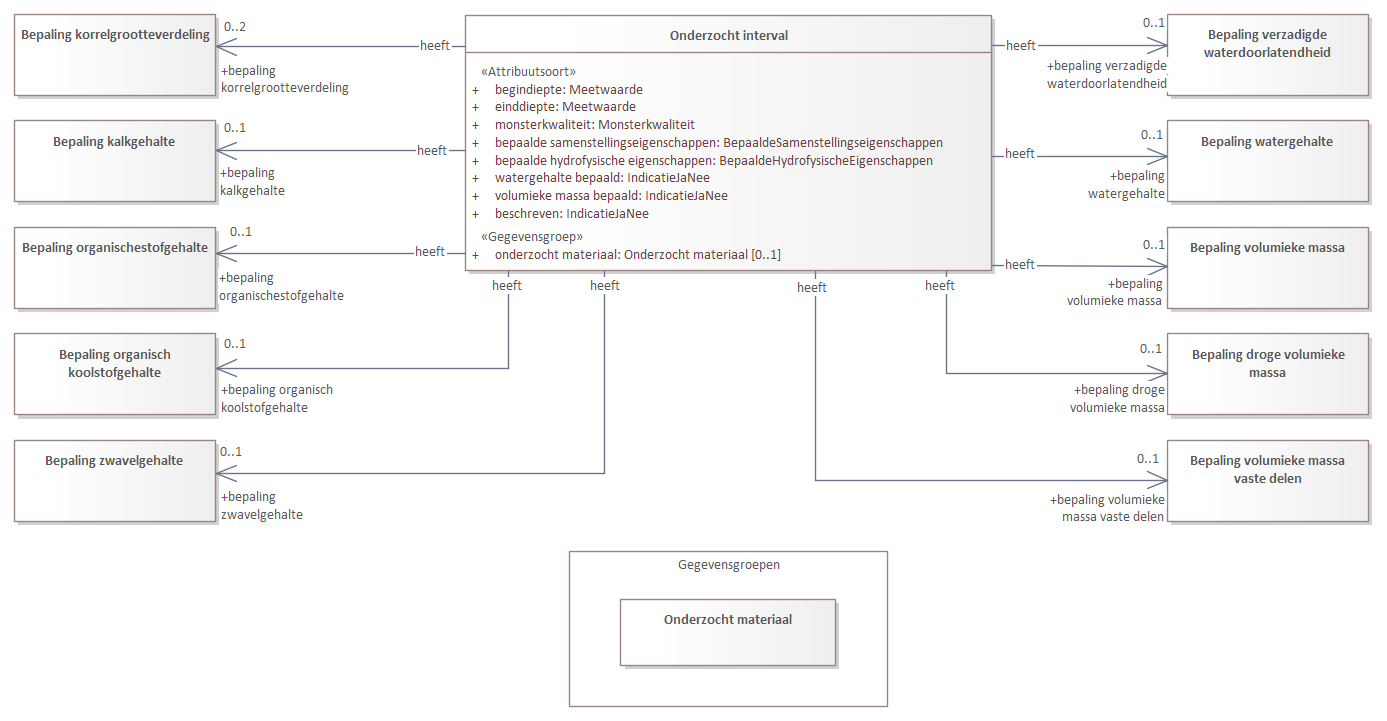 Onderzocht interval
«Attribuutsoort»
+ begindiepte: Meetwaarde
+ einddiepte: Meetwaarde
+ monsterkwaliteit: Monsterkwaliteit
+ bepaalde samenstellingseigenschappen: BepaaldeSamenstellingseigenschappen
+ bepaalde hydrofysische eigenschappen: BepaaldeHydrofysischeEigenschappen
+ watergehalte bepaald: IndicatieJaNee
+ volumieke massa bepaald: IndicatieJaNee
+ beschreven: IndicatieJaNee
«Gegevensgroep»
+ onderzocht materiaal: Onderzocht materiaal [0..1]
Bepaling korrelgrootteverdeling
0..2
heeft
+bepaling
korrelgrootteverdeling
Bepaling kalkgehalte
0..1
heeft
+bepaling
kalkgehalte
Bepaling organischestofgehalte
0..1
heeft
+bepaling
organischestofgehalte
Bepaling organisch
koolstofgehalte
0..1
heeft
+bepaling organisch
koolstofgehalte
Bepaling zwavelgehalte
0..1
heeft
+bepaling
zwavelgehalte
Bepaling verzadigde
waterdoorlatendheid
0..1
heeft
+bepaling verzadigde
waterdoorlatendheid
Bepaling watergehalte
0..1
heeft
+bepaling
watergehalte
Bepaling volumieke massa
0..1
heeft
+bepaling
volumieke massa
Bepaling droge volumieke
massa
0..1
heeft
+bepaling droge
volumieke massa
Bepaling volumieke massa
vaste delen
0..1
heeft
+bepaling volumieke
massa vaste delen
Gegevensgroepen
Onderzocht materiaal